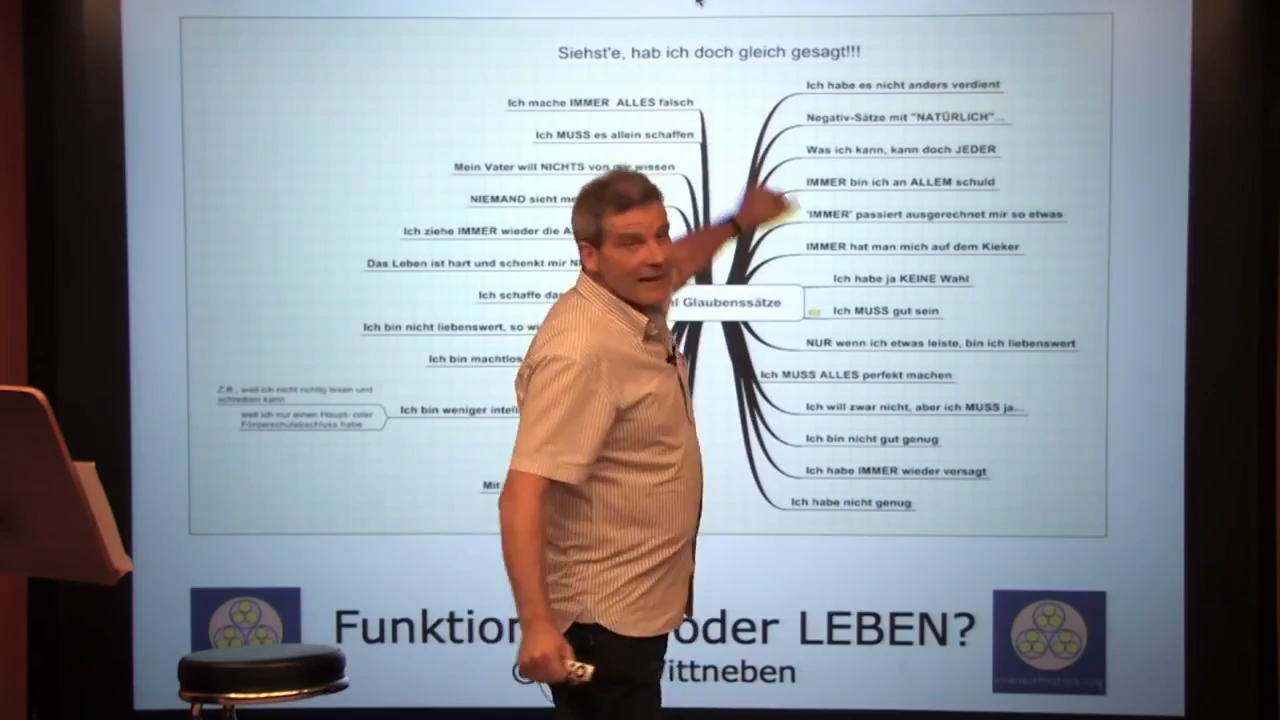 Siehst'e, hab ich doch gleich gesagt!!!
Ich mache IMMER ALLES falsch
Ich MUSS es allein schaffen
Mein Vater will NICHTS von mir wissen
NIEMAND sieht
Ich ziehe IMMER wieder die
Das Leben ist hart und schenkt mir
Ich schaffe
Ich bin nicht liebenswert, so
Ich bin machtlos
Z.B., weil ich nicht richtig lesen und
schreiben kann
weil ich nur einen Haupt- oder
Förderschulabschluss habe
Ich bin weniger
Mit
Glaubenssätze
Ich habe es nicht anders verdient
Negativ-Sätze mit "NATÜRLICH"...
Was ich kann, kann doch JEDER
IMMER bin ich an ALLEM schuld
'IMMER' passiert ausgerechnet mir so etwas
IMMER hat man mich auf dem Kieker
Ich habe ja KEINE Wahl
Ich MUSS gut sein
NUR wenn ich etwas leiste, bin ich liebenswert
Ich MUSS ALLES perfekt machen
Ich will zwar nicht, aber ich MUSS ja...
Ich bin nicht gut genug
Ich habe IMMER wieder versagt
Ich habe nicht genug
Funktion oder LEBEN?
ittneben